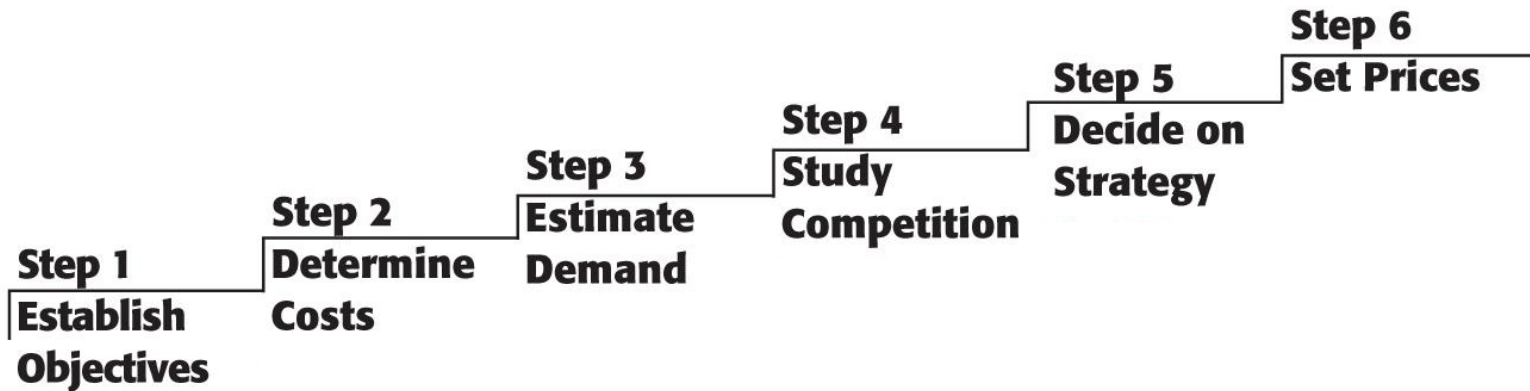 Step 1
Establish
Objectives
Step 2
Determine
Costs
Step 3
Estimate
Demand
Step 4
Study
Competition
Step 5
Decide on
Strategy
Step 6
Set Prices